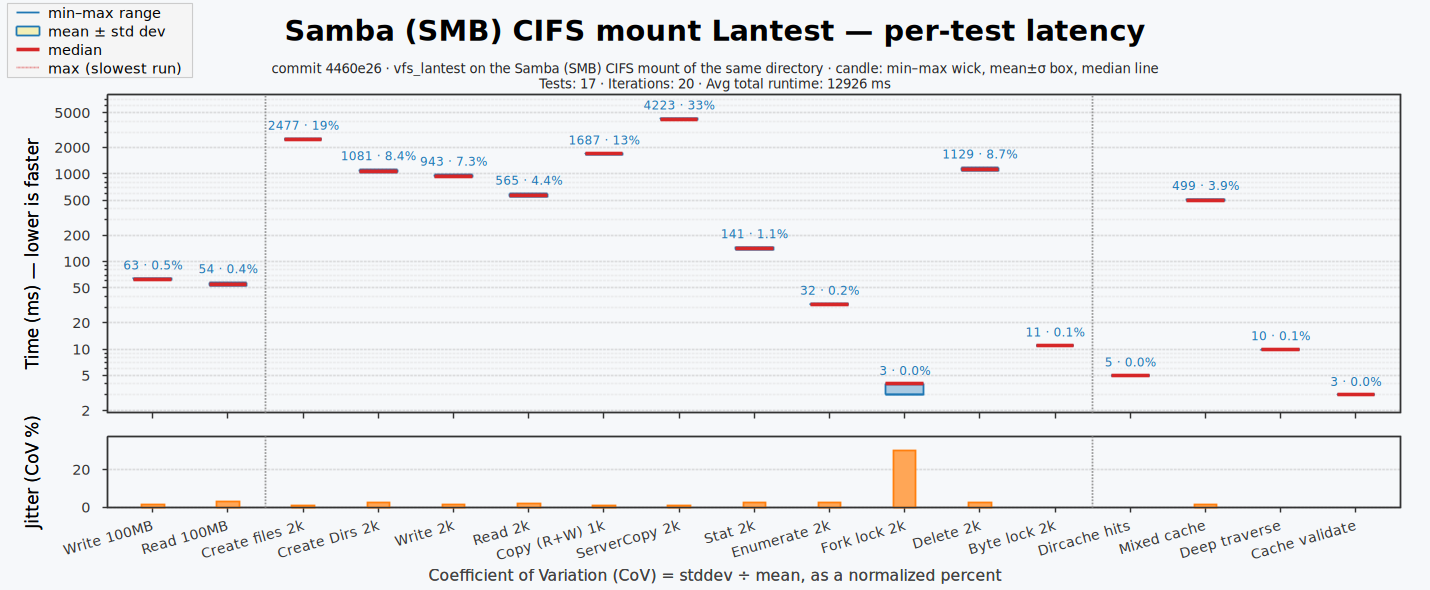 min–max range
mean ± std dev
median
max (slowest run)
Samba (SMB) CIFS mount Lantest — per-test latency
commit 4460e26 · vfs_lantest on the Samba (SMB) CIFS mount of the same directory · candle: min–max wick, mean±σ box, median line
Tests: 17 · Iterations: 20 · Avg total runtime: 12926 ms
Time (ms) — lower is faster
5000
2000
1000
500
200
100
50
20
10
5
2
63 · 0.5%
54 · 0.4%
2477 · 19%
1081 · 8.4%
943 · 7.3%
565 · 4.4%
1687 · 13%
4223 · 33%
141 · 1.1%
32 · 0.2%
3 · 0.0%
1129 · 8.7%
11 · 0.1%
5 · 0.0%
499 · 3.9%
10 · 0.1%
3 · 0.0%
Jitter (CoV %)
20
0
Write 100MB
Read 100MB
Create files 2k
Create Dirs 2k
Write 2k
Read 2k
Copy (R+W) 1k
ServerCopy 2k
Stat 2k
Enumerate 2k
Fork lock 2k
Delete 2k
Byte lock 2k
Dircache hits
Mixed cache
Deep traverse
Cache validate
Coefficient of Variation (CoV) = stddev ÷ mean, as a normalized percent